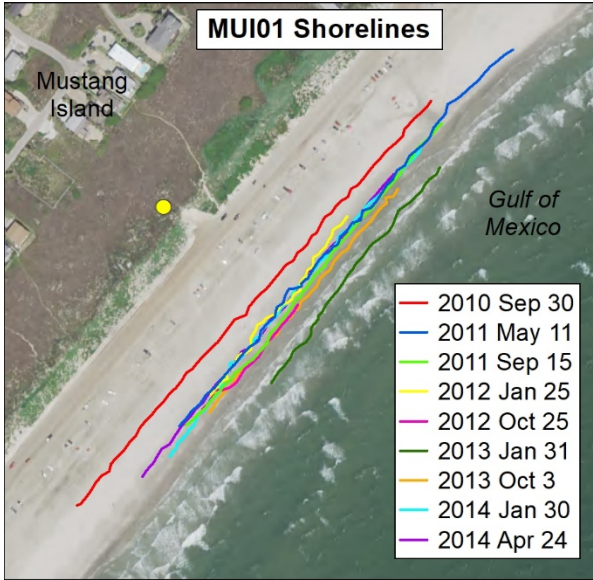 MUI01 Shorelines
Mustang
Island
Gulf of
Mexico
2010 Sep 30
2011 May 11
2011 Sep 15
2012 Jan 25
2012 Oct 25
2013 Jan 31
2013 Oct 3
2014 Jan 30
2014 Apr 24